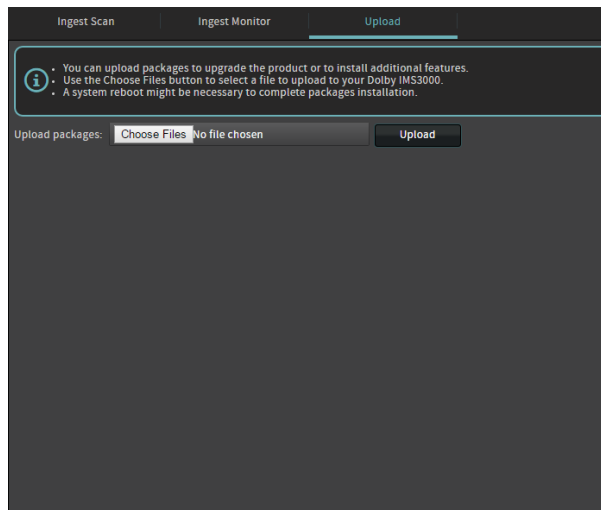 Ingest Scan Ingest Monitor Upload
• You can upload packages to upgrade the product or to install additional features.
• Use the Choose Files button to select a file to upload to your Dolby IMS3000.
• A system reboot might be necessary to complete packages installation.
Upload packages: Choose Files No file chosen Upload